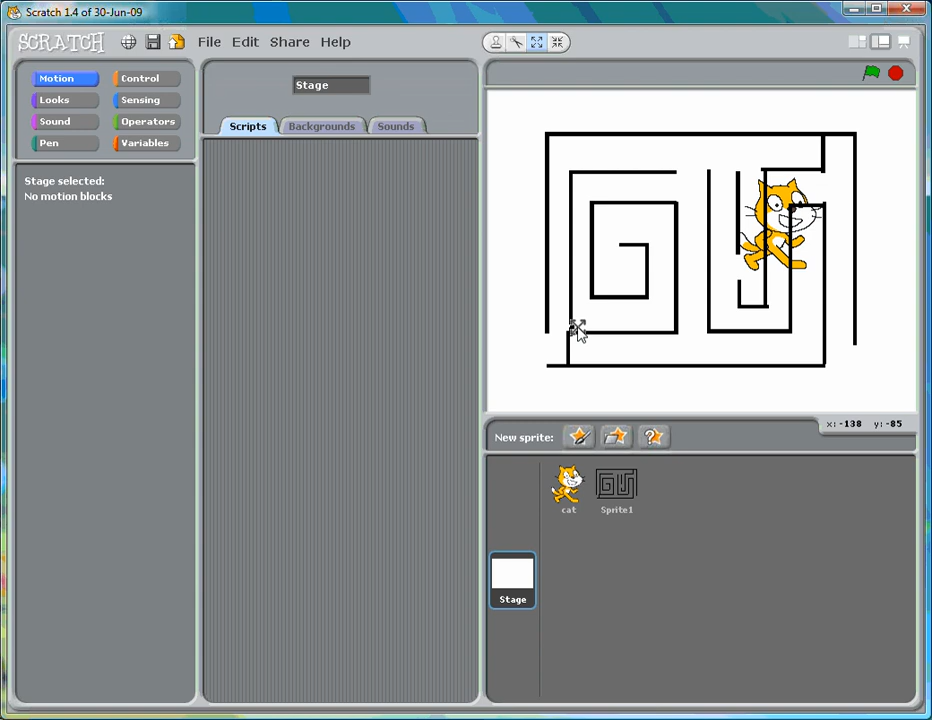 Scratch 1.4 of 30-Jun-09
SCRATCH File Edit Share Help
Motion Control
Looks Sensing
Sound Operators
Pen Variables
Stage selected:
No motion blocks
Stage
Scripts Backgrounds Sounds
x: -138 y: -85
New sprite:
cat Sprite1
Stage